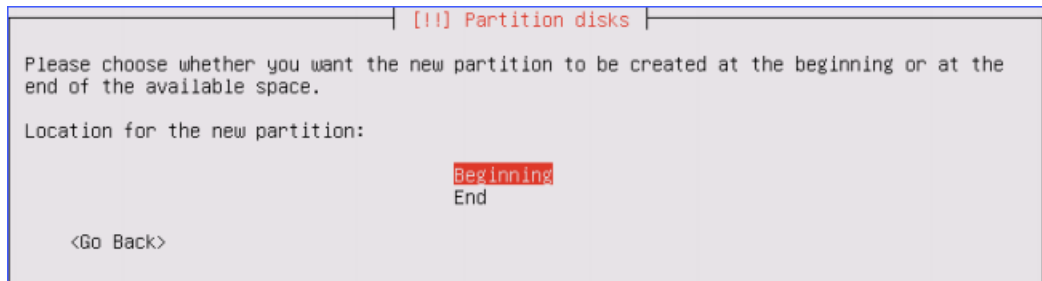 [!!] Partition disks
Please choose whether you want the new partition to be created at the beginning or at the
end of the available space.
Location for the new partition:
Beginning
End
<Go Back>